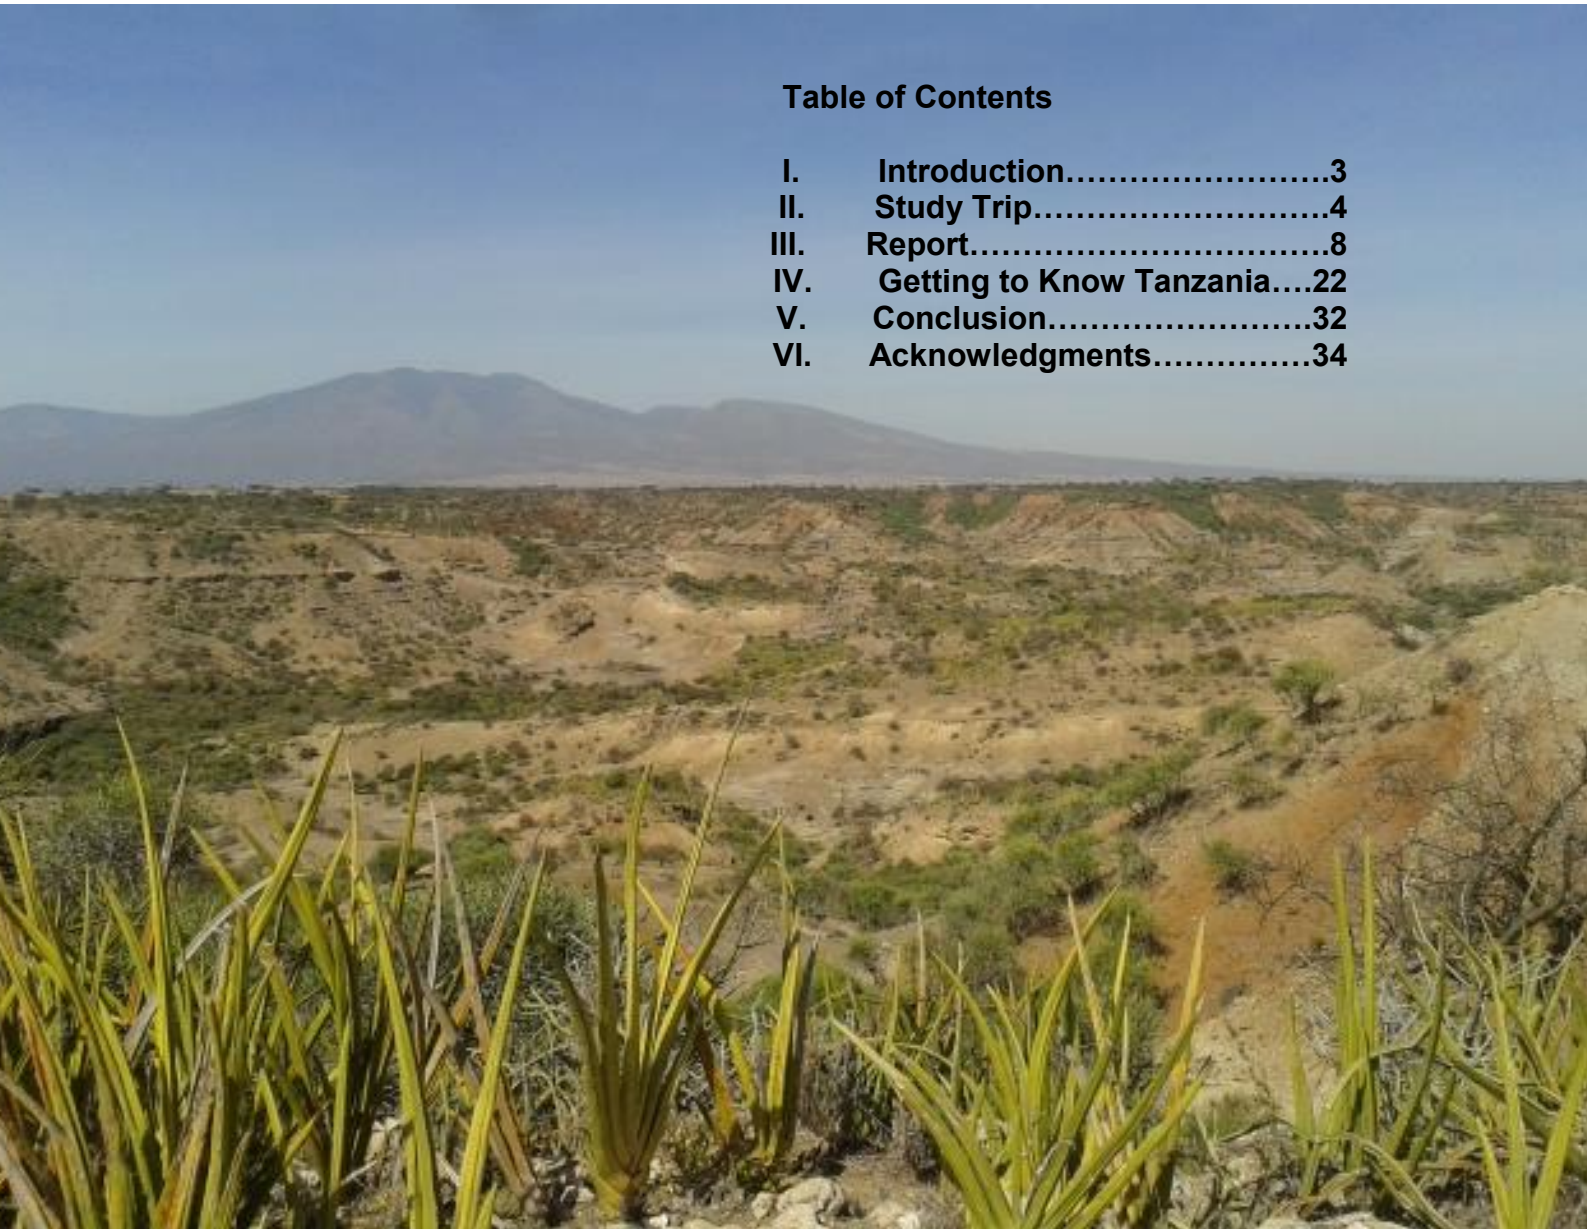 Table of Contents
I. Introduction…………………….3
II. Study Trip……………………….4
III. Report…………………………….8
IV. Getting to Know Tanzania….22
V. Conclusion…………………….32
VI. Acknowledgments……………34